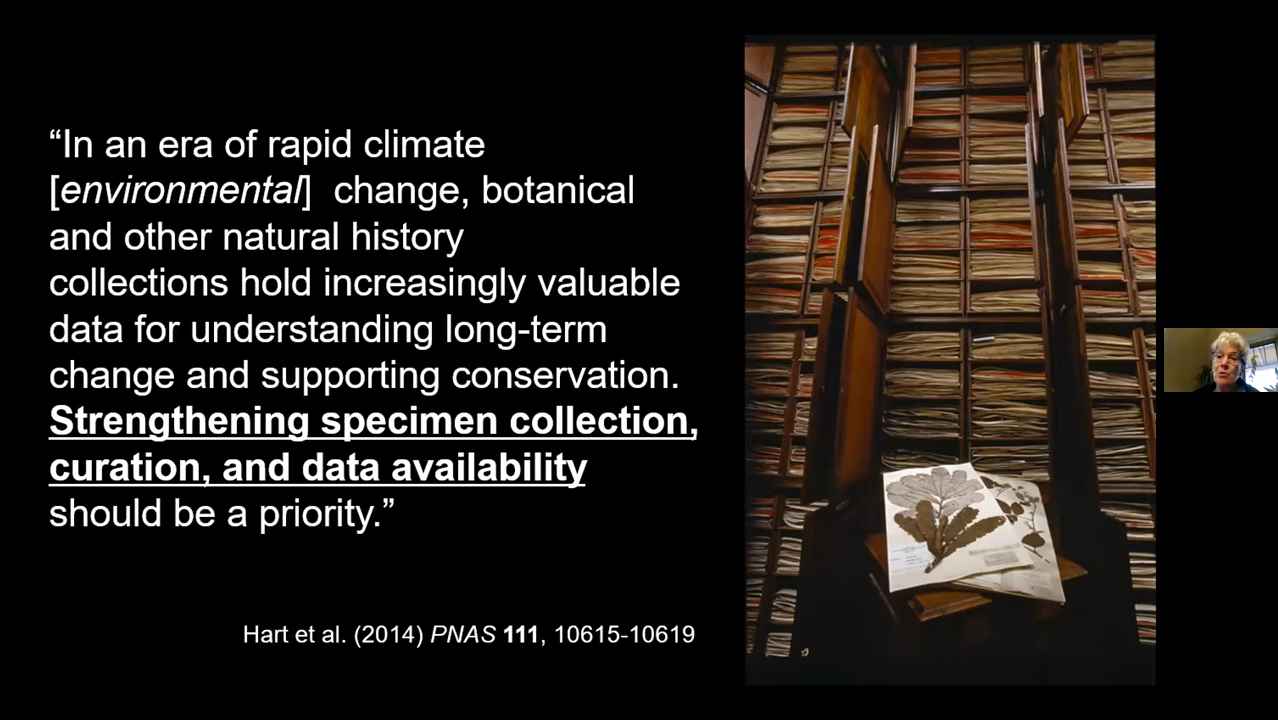 “In an era of rapid climate
[environmental] change, botanical
and other natural history
collections hold increasingly valuable
data for understanding long-term
change and supporting conservation.
Strengthening specimen collection,
curation, and data availability
should be a priority.”
Hart et al. (2014) PNAS 111, 10615-10619